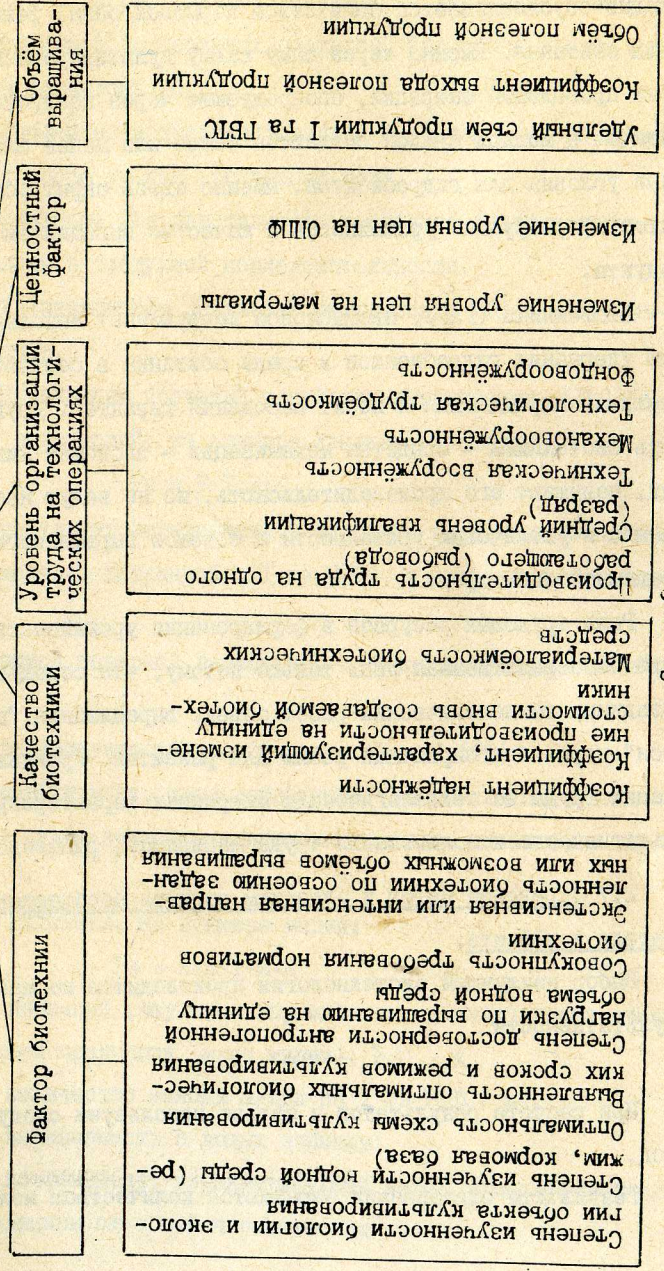 Фактор биотехнии
Степень изученности биологии и эколо-
гии объекта культивирования
Степень изученности водной среды (ре-
жим, кормовая база)
Оптимальность схемы культивирования
Выявленность оптимальных биологичес-
ких сроков и режимов культивирования
Степень достоверности антропогенной
нагрузки по выращиванию на единицу
объема водной среды
Совокупность требования нормативов
биотехнии
Экстенсивная или интенсивная направ-
ленность биотехнии по освоению задан-
ных или возможных объёмов выращивания
Качество
биотехники
Коэффициент надёжности
Коэффициент, характеризующий измене-
ние производительности на единицу
стоимости вновь создаваемой биотех-
ники
Материалоёмкость биотехнических
средств
Уровень организации
труда на технологи-
ческих операциях
Производительность труда на одного
работающего (рыбовода)
Средний уровень квалификации
(разряд)
Техническая вооружённость
Механовооружённость
Технологическая трудоёмкость
Фондовооружённость
Ценностный
фактор
Изменение уровня цен на материалы
Изменение уровня цен на ОППФ
Объём
выращива-
ния
Удельный съём продукции I га ГБТС
Коэффициент выхода полезной продукции
Объём полезной продукции